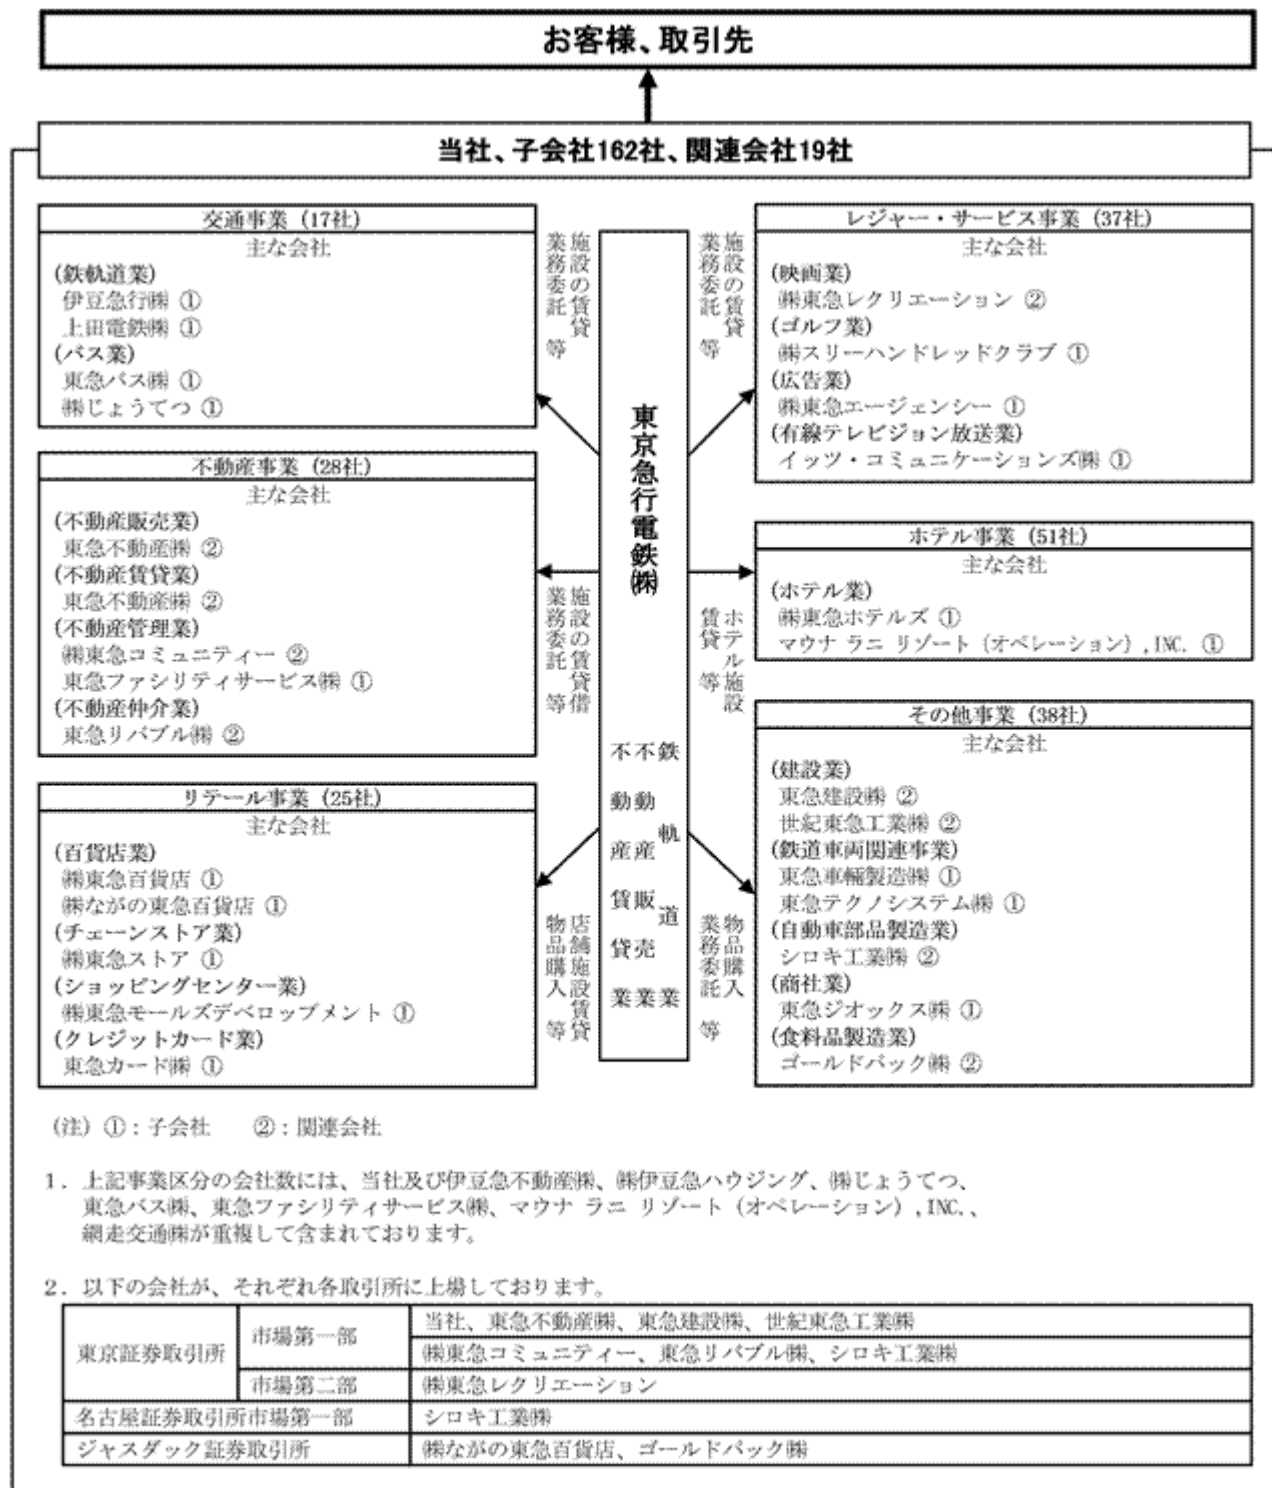 お客様、取引先
当社、子会社162社、関連会社19社
交通事業（17社）
主な会社
(鉄軌道業)
伊豆急行㈱ ①
上田電鉄㈱ ①
(バス業)
東急バス㈱ ①
㈱じょうてつ ①
施設の賃貸
業務委託 等
不動産事業（28社）
主な会社
(不動産販売業)
東急不動産㈱ ②
(不動産賃貸業)
東急不動産㈱ ②
(不動産管理業)
㈱東急コミュニティー ②
東急ファシリティサービス㈱ ①
(不動産仲介業)
東急リバブル㈱ ②
施設の賃貸借
業務委託 等
リテール事業（25社）
主な会社
(百貨店業)
㈱東急百貨店 ①
㈱ながの東急百貨店 ①
(チェーンストア業)
㈱東急ストア ①
(ショッピングセンター業)
㈱東急モールズデベロップメント ①
(クレジットカード業)
東急カード㈱ ①
店舗施設賃貸
物品購入 等
東京急行電鉄㈱
鉄軌道業
不動産販売業
不動産賃貸業
施設の賃貸
業務委託 等
レジャー・サービス事業（37社）
主な会社
(映画業)
㈱東急レクリエーション ②
(ゴルフ業)
㈱スリーハンドレッドクラブ ①
(広告業)
㈱東急エージェンシー ①
(有線テレビジョン放送業)
イッツ・コミュニケーションズ㈱ ①
ホテル施設
賃貸 等
ホテル事業（51社）
主な会社
(ホテル業)
㈱東急ホテルズ ①
マウナ ラニ リゾート（オペレーション）,INC. ①
物品購入
業務委託 等
その他事業（38社）
主な会社
(建設業)
東急建設㈱ ②
世紀東急工業㈱ ②
(鉄道車両関連事業)
東急車輛製造㈱ ①
東急テクノシステム㈱ ①
(自動車部品製造業)
シロキ工業㈱ ②
(商社業)
東急ジオックス㈱ ①
(食料品製造業)
ゴールドパック㈱ ②
（注）①：子会社 ②：関連会社
1．上記事業区分の会社数には、当社及び伊豆急不動産㈱、㈱伊豆急ハウジング、㈱じょうてつ、
東急バス㈱、東急ファシリティサービス㈱、マウナ ラニ リゾート（オペレーション）,INC.、
網走交通㈱が重複して含まれております。
2．以下の会社が、それぞれ各取引所に上場しております。
東京証券取引所
市場第一部
当社、東急不動産㈱、東急建設㈱、世紀東急工業㈱
㈱東急コミュニティー、東急リバブル㈱、シロキ工業㈱
市場第二部
㈱東急レクリエーション
名古屋証券取引所市場第一部
シロキ工業㈱
ジャスダック証券取引所
㈱ながの東急百貨店、ゴールドパック㈱